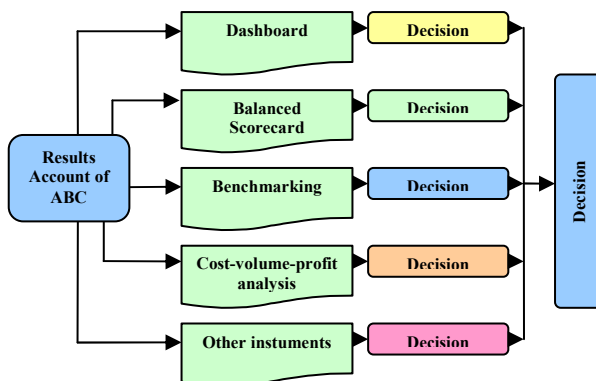 Dashboard
Decision
Balanced
Scorecard
Decision
Results
Account of
ABC
Benchmarking
Decision
Decision
Cost-volume-profit
analysis
Decision
Other instuments
Decision